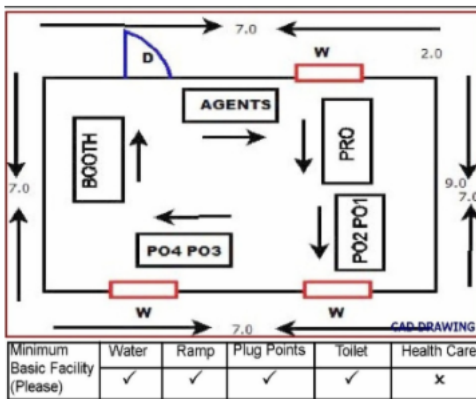 7.0
2.0
D
W
AGENTS
BOOTH
PRO
7.0
9.0
7.0
PO2 PO1
PO4 PO3
W
W
7.0
CAD DRAWING
Minimum Basic Facility (Please) Water Ramp Plug Points Toilet Health Care
✓ ✓ ✓ ✓ x